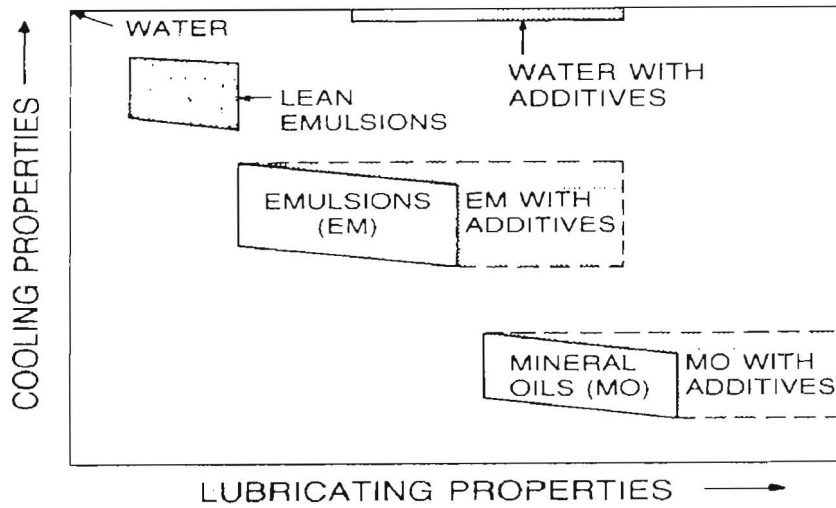 WATER
WATER WITH
ADDITIVES
LEAN
EMULSIONS
EMULSIONS
(EM)
EM WITH
ADDITIVES
MINERAL
OILS (MO)
MO WITH
ADDITIVES
COOLING PROPERTIES
LUBRICATING PROPERTIES